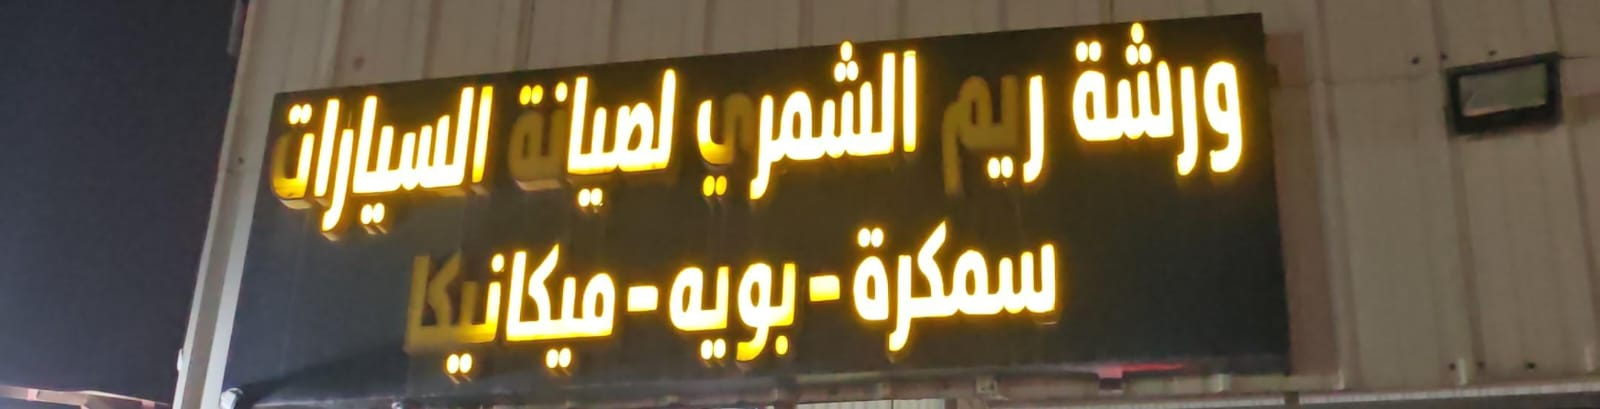 ورشة ريم الشمري لصيانة السيارات
سمكرة - بويه - ميكانيكا